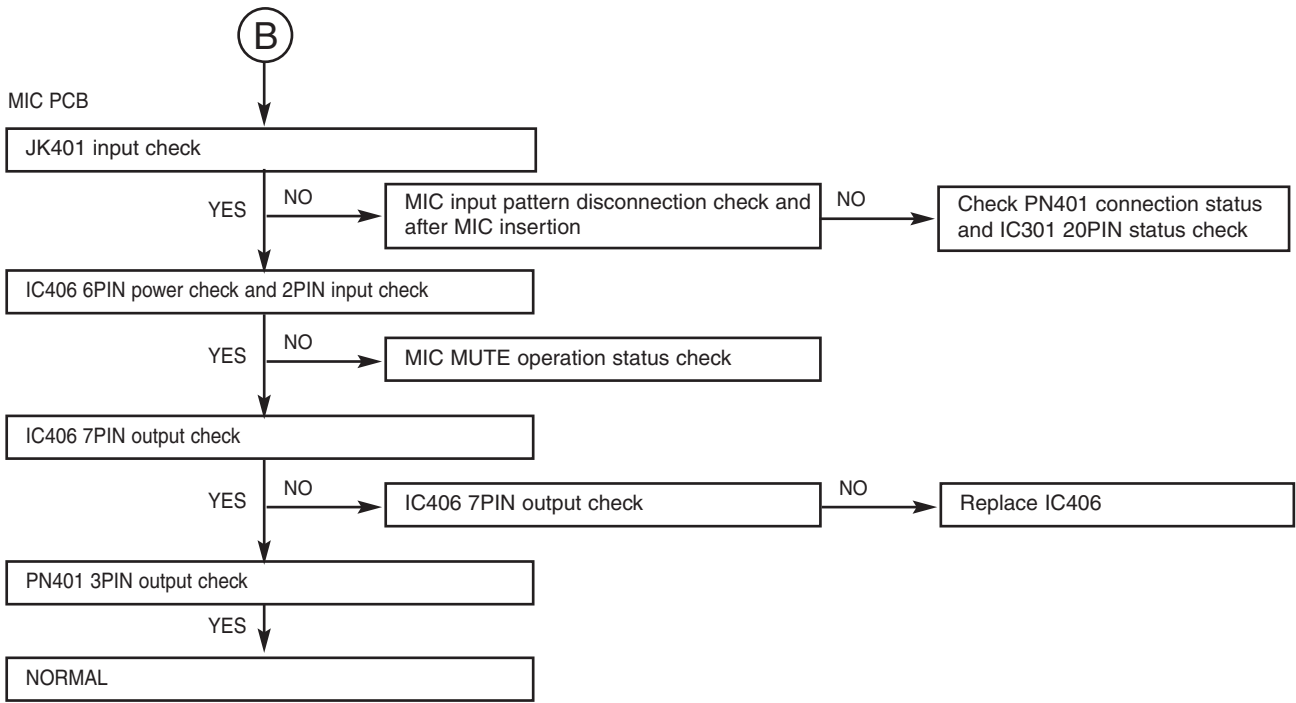 B
MIC PCB
JK401 input check
YES
NO
MIC input pattern disconnection check and
after MIC insertion
NO
Check PN401 connection status
and IC301 20PIN status check
IC406 6PIN power check and 2PIN input check
YES
NO
MIC MUTE operation status check
IC406 7PIN output check
YES
NO
IC406 7PIN output check
NO
Replace IC406
PN401 3PIN output check
YES
NORMAL